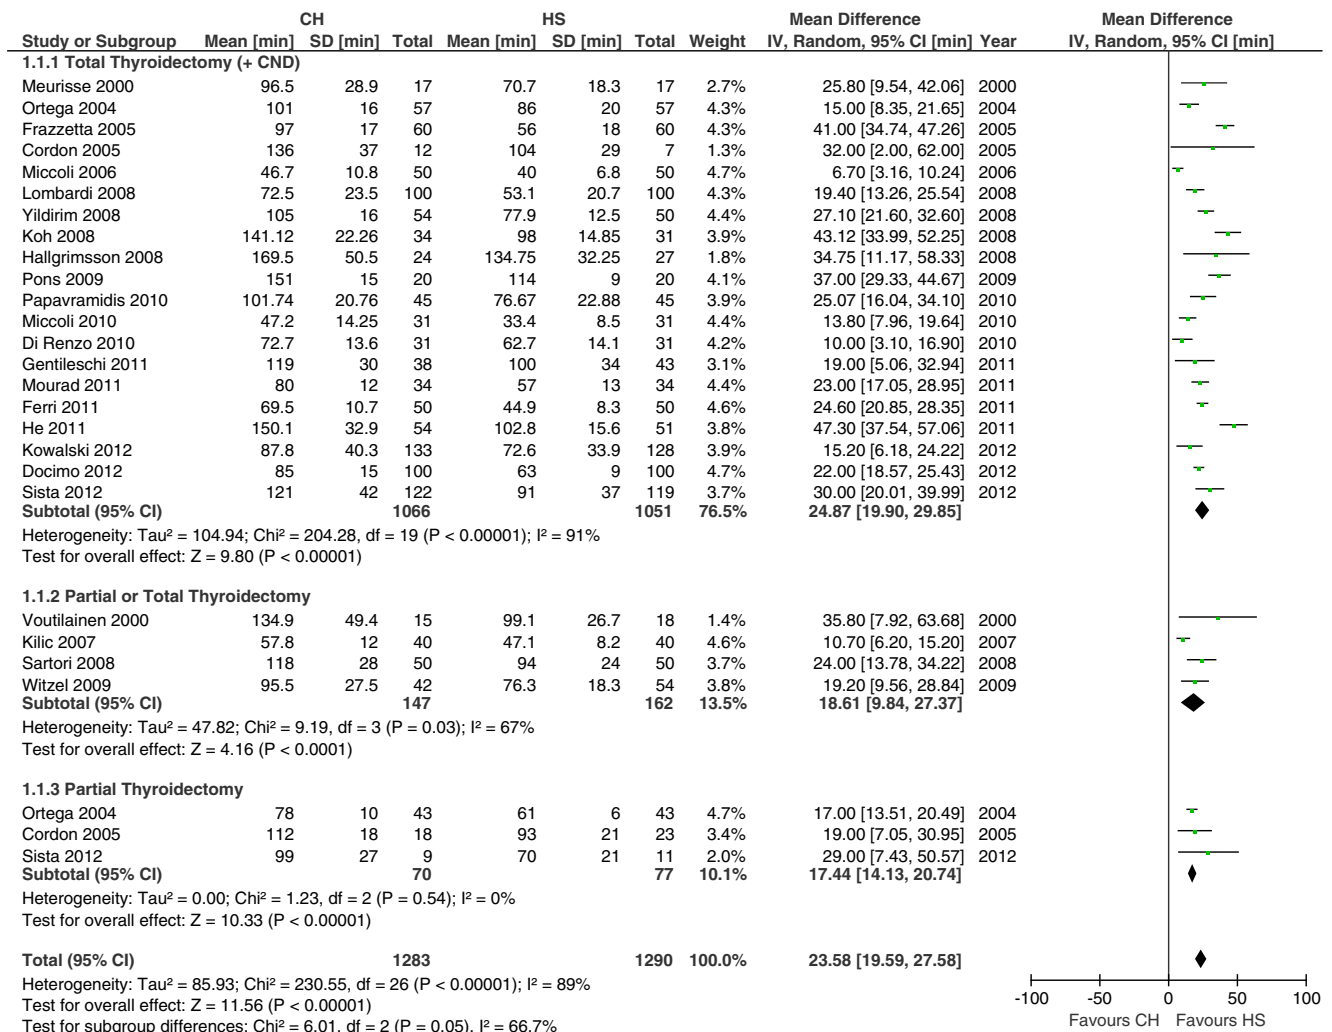 CH HS Mean Difference Mean Difference
Study or Subgroup Mean [min] SD [min] Total Mean [min] SD [min] Total Weight IV, Random, 95% CI [min] Year IV, Random, 95% CI [min]
1.1.1 Total Thyroidectomy (+ CND)
Meurisse 2000 96.5 28.9 17 70.7 18.3 17 2.7% 25.80 [9.54, 42.06] 2000
Ortega 2004 101 16 57 86 20 57 4.3% 15.00 [8.35, 21.65] 2004
Frazzetta 2005 97 17 60 56 18 60 4.3% 41.00 [34.74, 47.26] 2005
Cordon 2005 136 37 12 104 29 7 1.3% 32.00 [2.00, 62.00] 2005
Miccoli 2006 46.7 10.8 50 40 6.8 50 4.7% 6.70 [3.16, 10.24] 2006
Lombardi 2008 72.5 23.5 100 53.1 20.7 100 4.3% 19.40 [13.26, 25.54] 2008
Yildirim 2008 105 16 54 77.9 12.5 50 4.4% 27.10 [21.60, 32.60] 2008
Koh 2008 141.12 22.26 34 98 14.85 31 3.9% 43.12 [33.99, 52.25] 2008
Hallgrimsson 2008 169.5 50.5 24 134.75 32.25 27 1.8% 34.75 [11.17, 58.33] 2008
Pons 2009 151 15 20 114 9 20 4.1% 37.00 [29.33, 44.67] 2009
Papavramidis 2010 101.74 20.76 45 76.67 22.88 45 3.9% 25.07 [16.04, 34.10] 2010
Miccoli 2010 47.2 14.25 31 33.4 8.5 31 4.4% 13.80 [7.96, 19.64] 2010
Di Renzo 2010 72.7 13.6 31 62.7 14.1 31 4.2% 10.00 [3.10, 16.90] 2010
Gentileschi 2011 119 30 38 100 34 43 3.1% 19.00 [5.06, 32.94] 2011
Mourad 2011 80 12 34 57 13 34 4.4% 23.00 [17.05, 28.95] 2011
Ferri 2011 69.5 10.7 50 44.9 8.3 50 4.6% 24.60 [20.85, 28.35] 2011
He 2011 150.1 32.9 54 102.8 15.6 51 3.8% 47.30 [37.54, 57.06] 2011
Kowalski 2012 87.8 40.3 133 72.6 33.9 128 3.9% 15.20 [6.18, 24.22] 2012
Docimo 2012 85 15 100 63 9 100 4.7% 22.00 [18.57, 25.43] 2012
Sista 2012 121 42 122 91 37 119 3.7% 30.00 [20.01, 39.99] 2012
Subtotal (95% CI) 1066 1051 76.5% 24.87 [19.90, 29.85]
Heterogeneity: Tau² = 104.94; Chi² = 204.28, df = 19 (P < 0.00001); I² = 91%
Test for overall effect: Z = 9.80 (P < 0.00001)
1.1.2 Partial or Total Thyroidectomy
Voutilainen 2000 134.9 49.4 15 99.1 26.7 18 1.4% 35.80 [7.92, 63.68] 2000
Kilic 2007 57.8 12 40 47.1 8.2 40 4.6% 10.70 [6.20, 15.20] 2007
Sartori 2008 118 28 50 94 24 50 3.7% 24.00 [13.78, 34.22] 2008
Witzel 2009 95.5 27.5 42 76.3 18.3 54 3.8% 19.20 [9.56, 28.84] 2009
Subtotal (95% CI) 147 162 13.5% 18.61 [9.84, 27.37]
Heterogeneity: Tau² = 47.82; Chi² = 9.19, df = 3 (P = 0.03); I² = 67%
Test for overall effect: Z = 4.16 (P < 0.0001)
1.1.3 Partial Thyroidectomy
Ortega 2004 78 10 43 61 6 43 4.7% 17.00 [13.51, 20.49] 2004
Cordon 2005 112 18 18 93 21 23 3.4% 19.00 [7.05, 30.95] 2005
Sista 2012 99 27 9 70 21 11 2.0% 29.00 [7.43, 50.57] 2012
Subtotal (95% CI) 70 77 10.1% 17.44 [14.13, 20.74]
Heterogeneity: Tau² = 0.00; Chi² = 1.23, df = 2 (P = 0.54); I² = 0%
Test for overall effect: Z = 10.33 (P < 0.00001)
Total (95% CI) 1283 1290 100.0% 23.58 [19.59, 27.58]
Heterogeneity: Tau² = 85.93; Chi² = 230.55, df = 26 (P < 0.00001); I² = 89%
-100 -50 0 50 100
Test for overall effect: Z = 11.56 (P < 0.00001)
Favours CH Favours HS
Test for subgroup differences: Chi² = 6.01, df = 2 (P = 0.05), I² = 66.7%